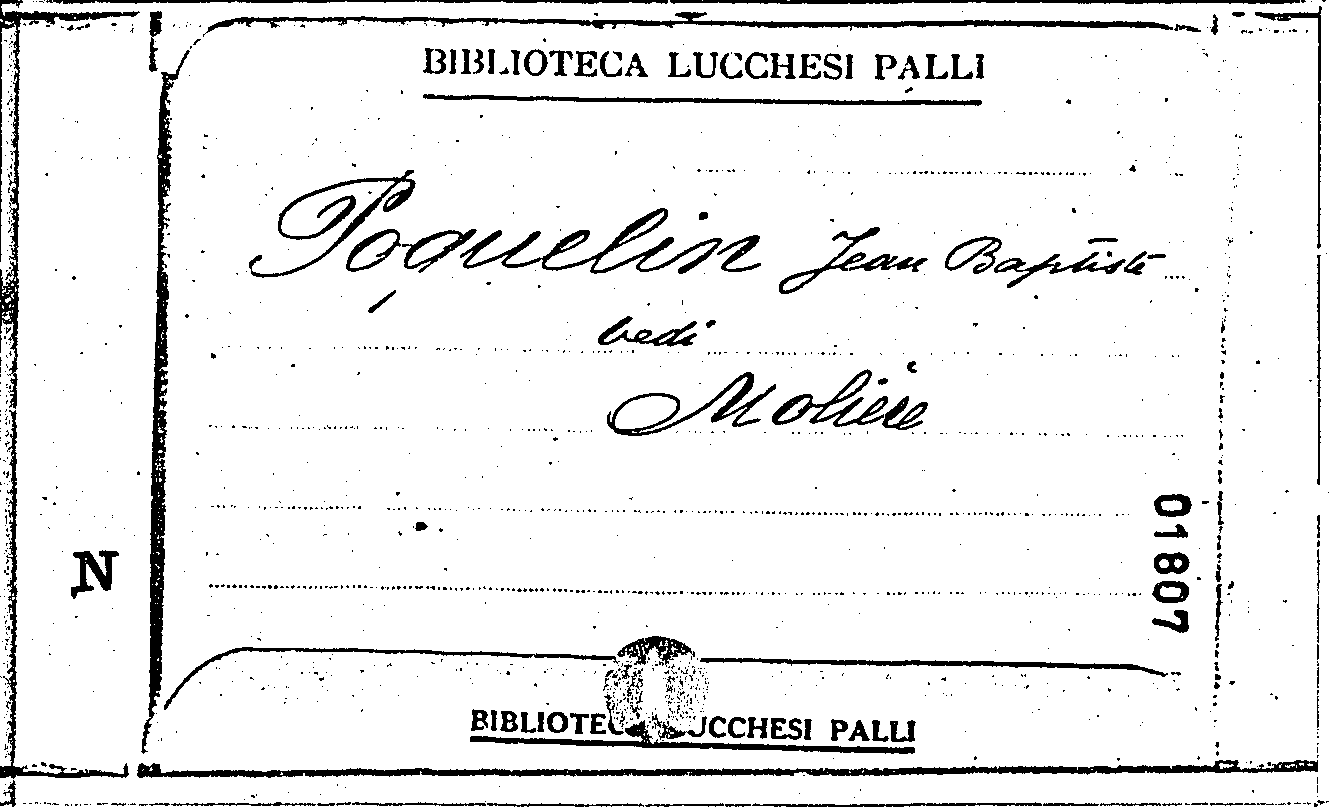 BIBLIOTECA LUCCHESI PALLI
Poquelin Jean Baptiste
vedi
Molière
01807
N
BIBLIOTECA LUCCHESI PALLI